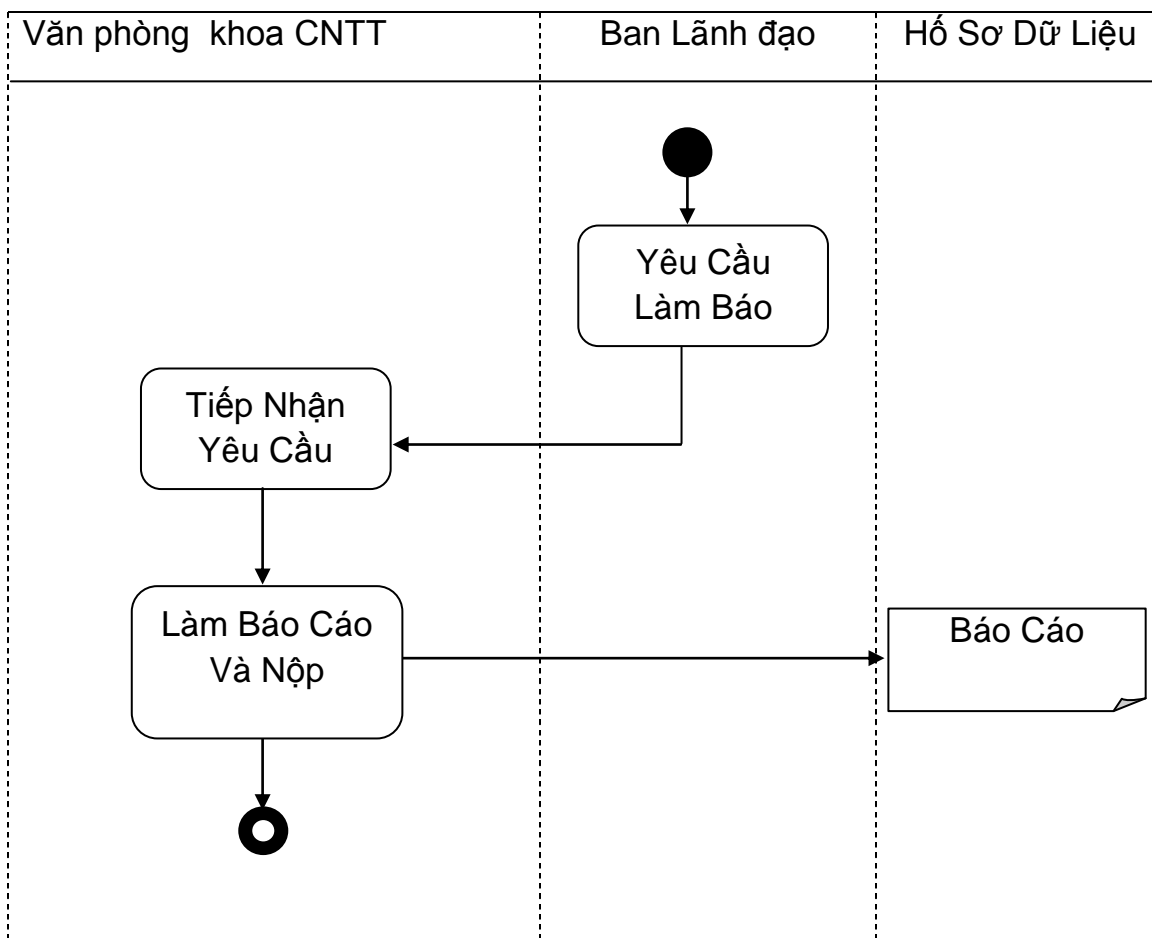 Văn phòng khoa CNTT
Ban Lãnh đạo
Hố Sơ Dữ Liệu
Yêu Cầu
Làm Báo
Tiếp Nhận
Yêu Cầu
Làm Báo Cáo
Và Nộp
Báo Cáo